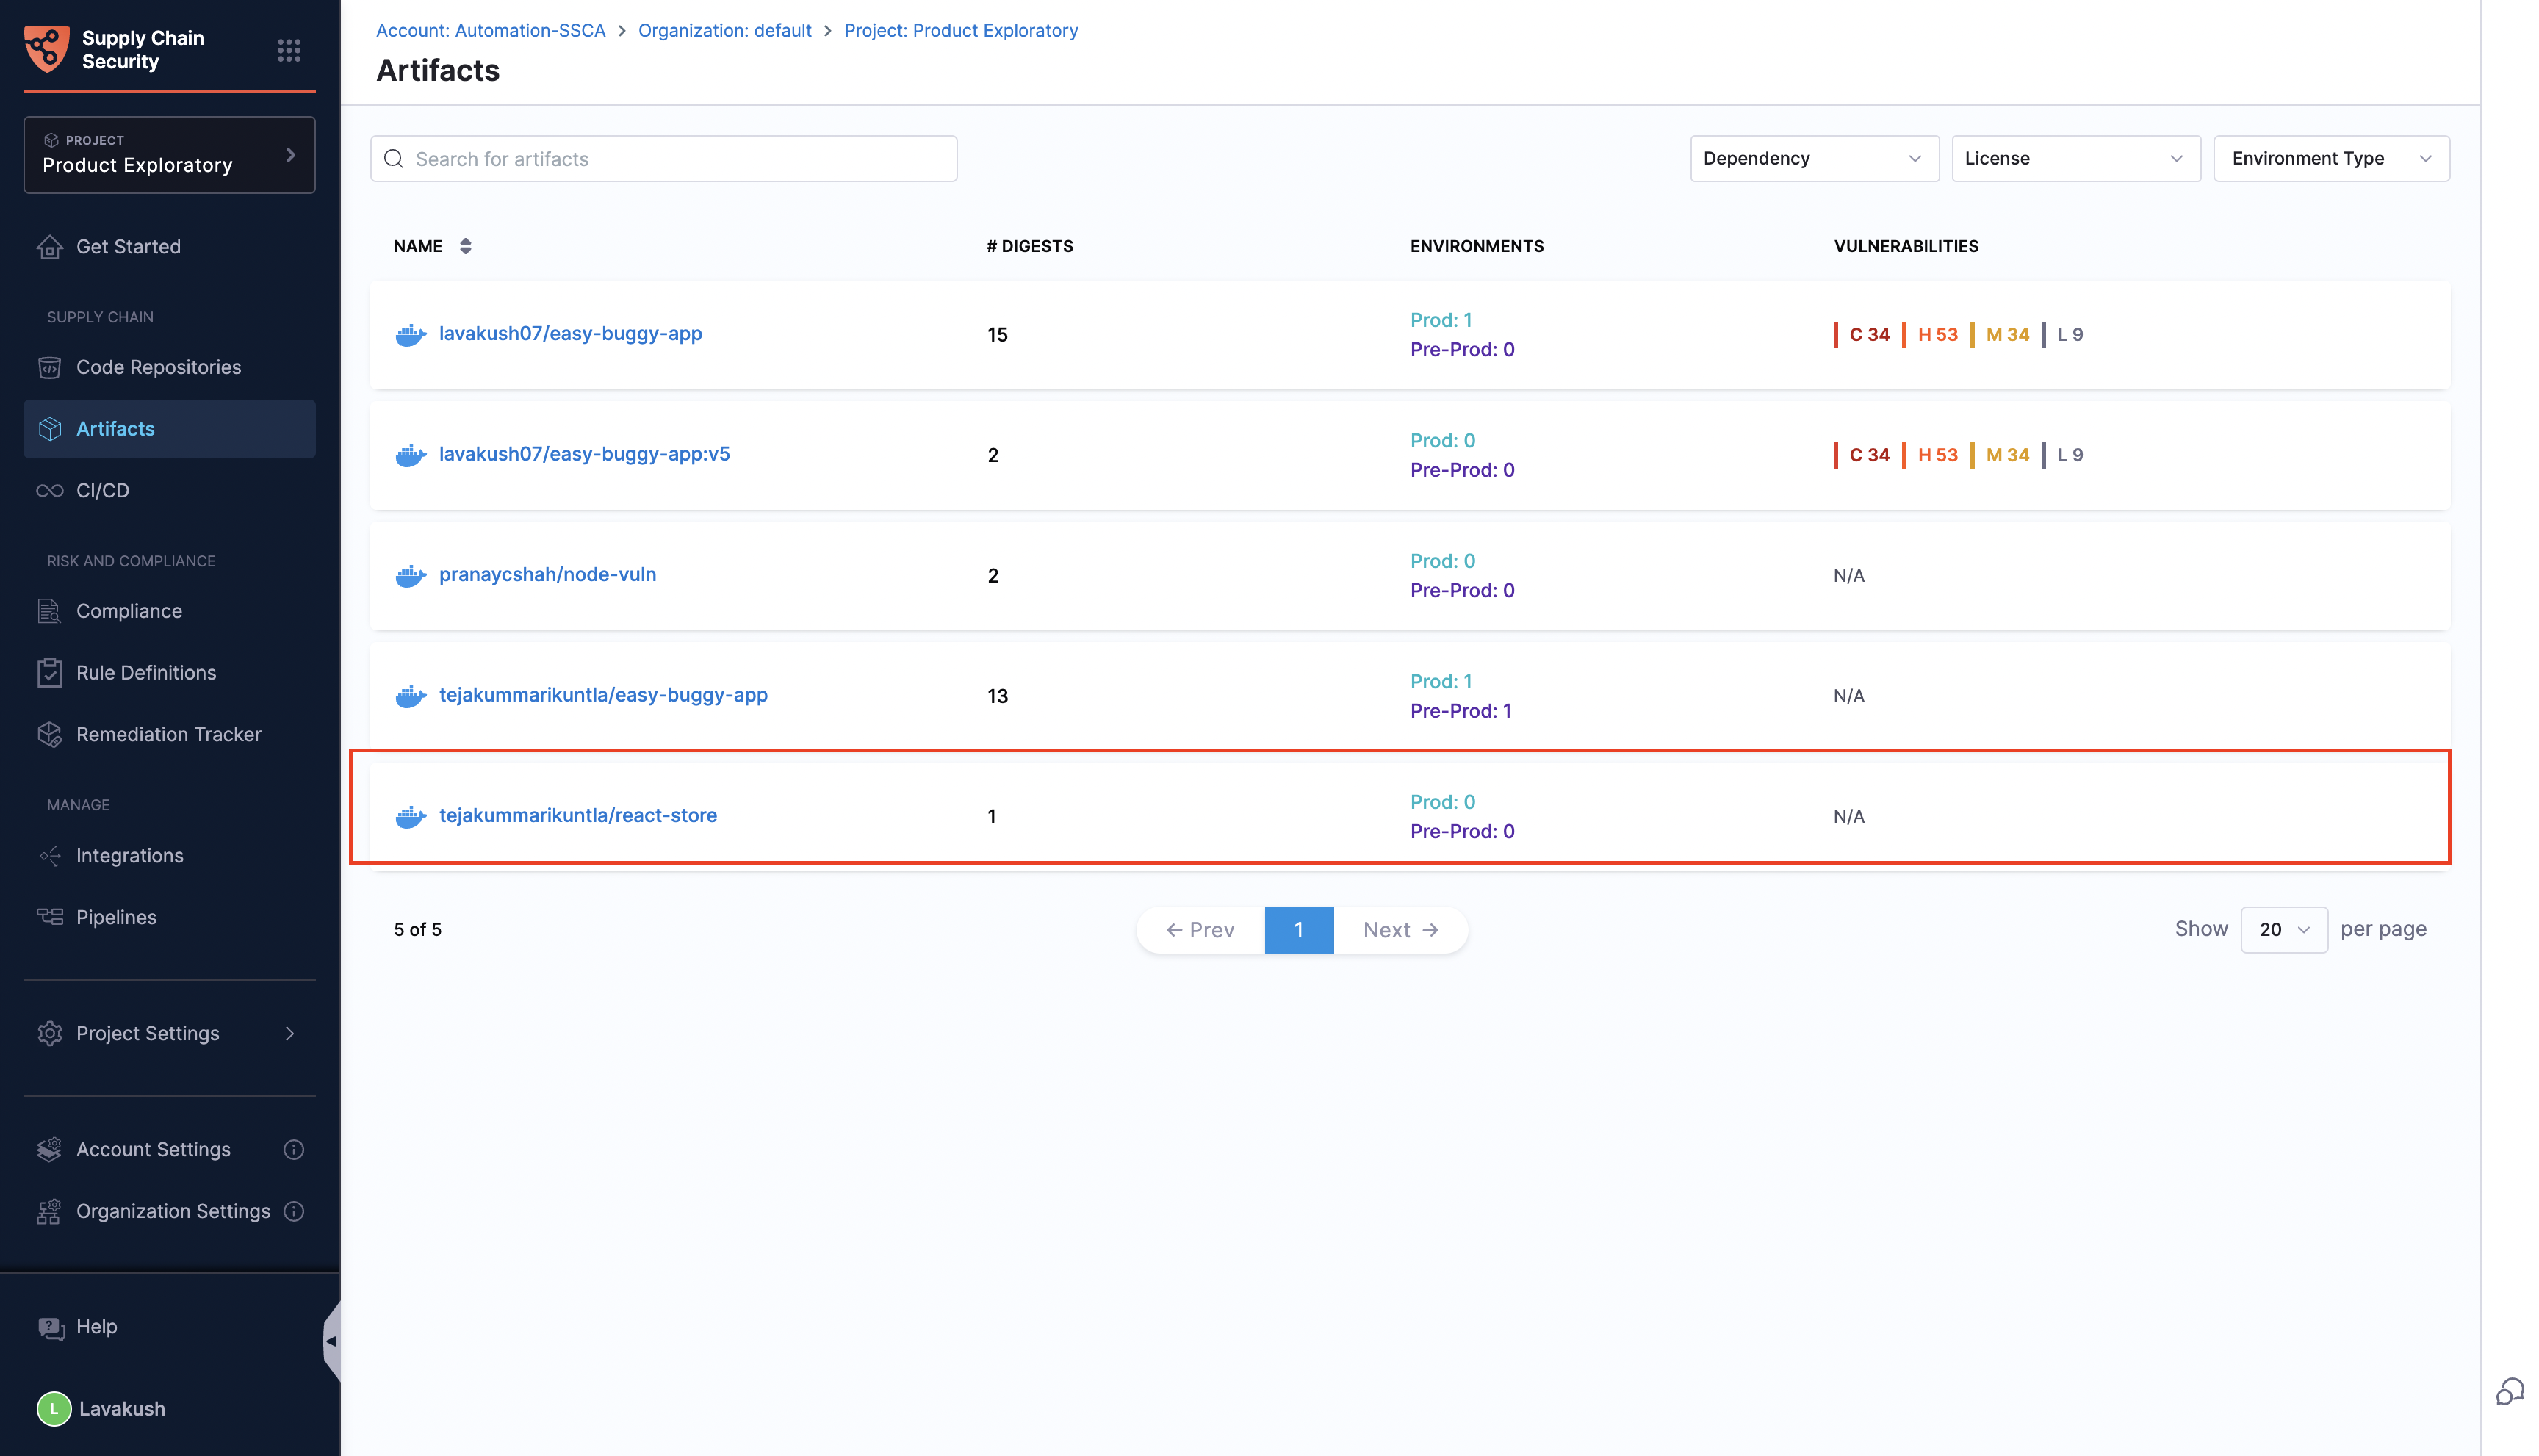 Supply Chain
Security
PROJECT
Product Exploratory
Get Started
SUPPLY CHAIN
Code Repositories
Artifacts
CI/CD
RISK AND COMPLIANCE
Compliance
Rule Definitions
Remediation Tracker
MANAGE
Integrations
Pipelines
Project Settings
Account Settings
Organization Settings
Help
L Lavakush
Account: Automation-SSCA > Organization: default > Project: Product Exploratory
Artifacts
Search for artifacts
Dependency
License
Environment Type
NAME # DIGESTS ENVIRONMENTS VULNERABILITIES
lavakush07/easy-buggy-app 15 Prod: 1 C 34 H 53 M 34 L 9
Pre-Prod: 0
lavakush07/easy-buggy-app:v5 2 Prod: 0 C 34 H 53 M 34 L 9
Pre-Prod: 0
pranaycshah/node-vuln 2 Prod: 0 N/A
Pre-Prod: 0
tejakummarikuntla/easy-buggy-app 13 Prod: 1 N/A
Pre-Prod: 1
tejakummarikuntla/react-store 1 Prod: 0 N/A
Pre-Prod: 0
5 of 5 ← Prev 1 Next → Show 20 per page